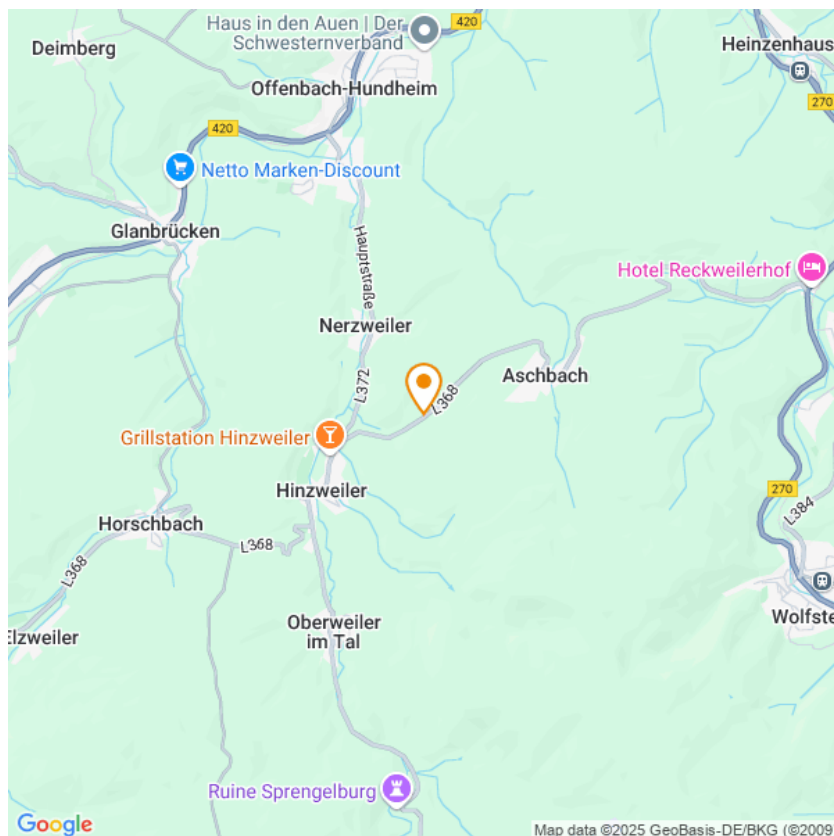 Haus in den Auen | Der
Schwesternverband
420
Deimberg
Heinzenhaus
Offenbach-Hundheim
270
420
Netto Marken-Discount
Glanbrücken
Hauptstraße
Hotel Reckweilerhof
Nerzweiler
L372
Aschbach
L368
Grillstation Hinzweiler
Hinzweiler
270
Horschbach
L384
L368
L368
Oberweiler
im Tal
Wolfste
Elzweiler
Ruine Sprengelburg
Google
Map data ©2025 GeoBasis-DE/BKG (©2009